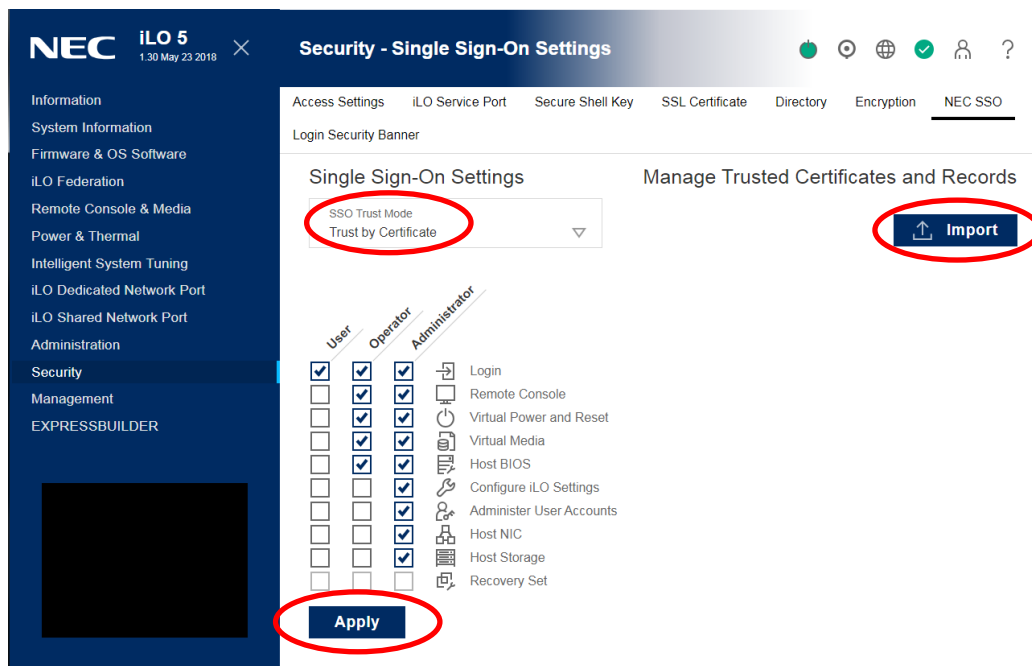 NEC iLO 5
1.30 May 23 2018
Security - Single Sign-On Settings
?
Information
System Information
Firmware & OS Software
iLO Federation
Remote Console & Media
Power & Thermal
Intelligent System Tuning
iLO Dedicated Network Port
iLO Shared Network Port
Administration
Security
Management
EXPRESSBUILDER
Access Settings iLO Service Port Secure Shell Key SSL Certificate Directory Encryption NEC SSO
Login Security Banner
Single Sign-On Settings
Manage Trusted Certificates and Records
SSO Trust Mode
Trust by Certificate
Import
User Operator Administrator
Login
Remote Console
Virtual Power and Reset
Virtual Media
Host BIOS
Configure iLO Settings
Administer User Accounts
Host NIC
Host Storage
Recovery Set
Apply